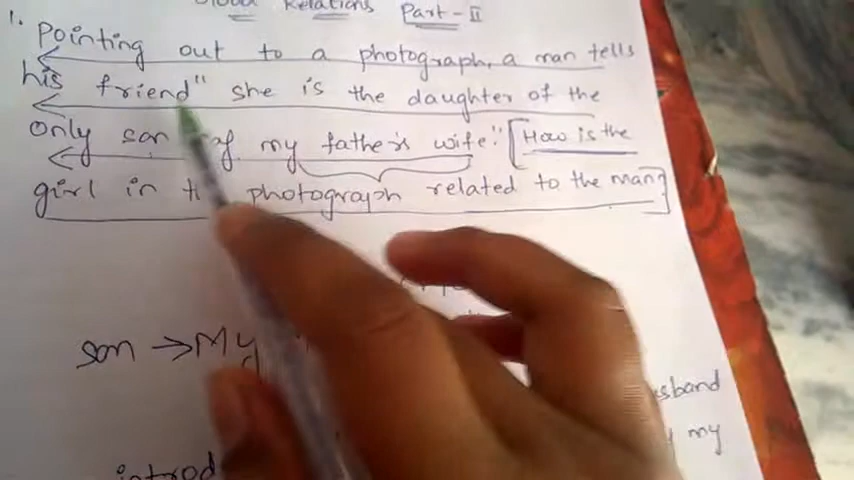 Blood Relations Part-II
1. Pointing out to a photograph, a man tells
his friend" she is the daughter of the
only son of my father's wife." [How is the
girl in photograph related to the man]
son → My
husband
my
introd